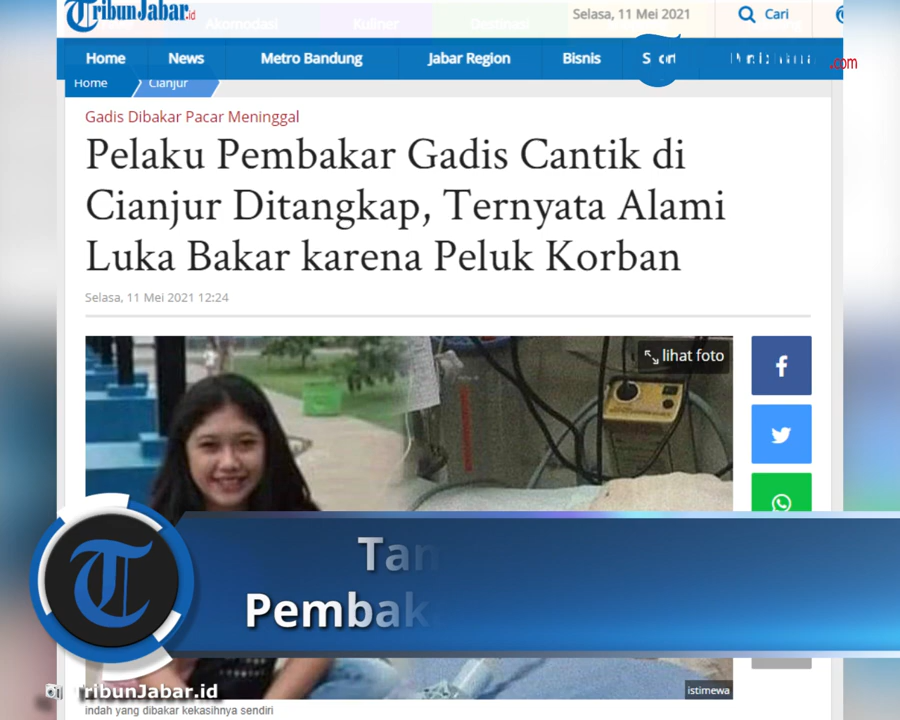 TribunJabar.id
Akomodasi Kuliner Destinasi
Selasa, 11 Mei 2021
Cari
Home News Metro Bandung Jabar Region Bisnis
.com
Home Cianjur
Gadis Dibakar Pacar Meninggal
Pelaku Pembakar Gadis Cantik di
Cianjur Ditangkap, Ternyata Alami
Luka Bakar karena Peluk Korban
Selasa, 11 Mei 2021 12:24
lihat foto
Tan
Pembak
istimewa
TribunJabar.id
indah yang dibakar kekasihnya sendiri